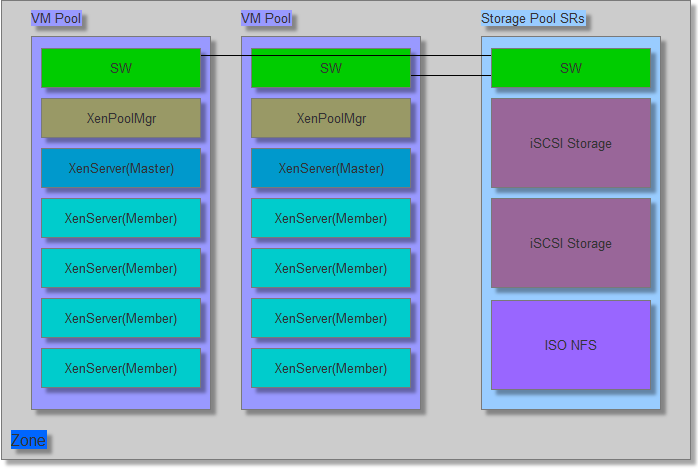 VM Pool
SW
XenPoolMgr
XenServer(Master)
XenServer(Member)
XenServer(Member)
XenServer(Member)
XenServer(Member)
VM Pool
SW
XenPoolMgr
XenServer(Master)
XenServer(Member)
XenServer(Member)
XenServer(Member)
XenServer(Member)
Storage Pool SRs
SW
iSCSI Storage
iSCSI Storage
ISO NFS
Zone